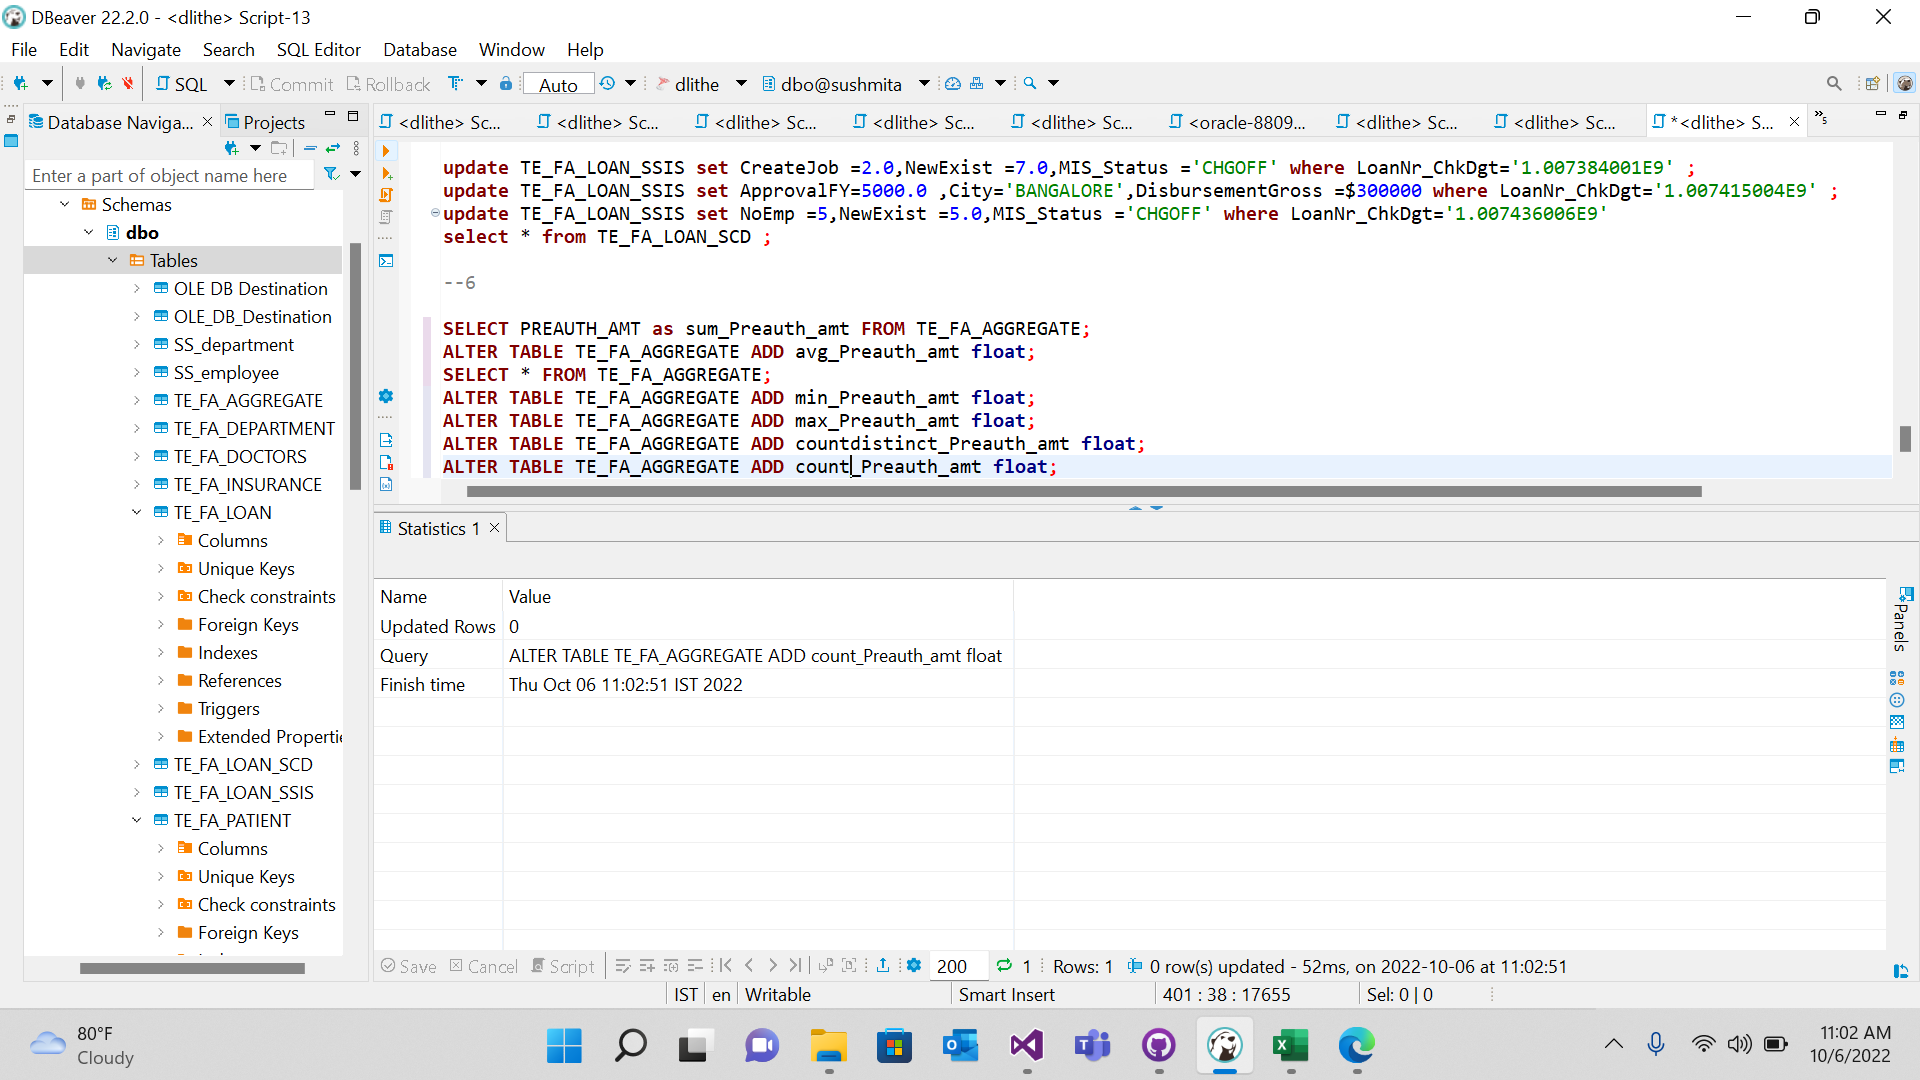 DBeaver 22.2.0 - <dlithe> Script-13
File Edit Navigate Search SQL Editor Database Window Help
SQL Commit Rollback Auto dlithe dbo@sushmita
Database Naviga... Projects
<dlithe> Sc... <dlithe> Sc... <dlithe> Sc... <dlithe> Sc... <dlithe> Sc... <oracle-8809... <dlithe> Sc... <dlithe> Sc... *<dlithe> S... »5
Enter a part of object name here
Schemas
dbo
Tables
OLE DB Destination
OLE_DB_Destination
SS_department
SS_employee
TE_FA_AGGREGATE
TE_FA_DEPARTMENT
TE_FA_DOCTORS
TE_FA_INSURANCE
TE_FA_LOAN
Columns
Unique Keys
Check constraints
Foreign Keys
Indexes
References
Triggers
Extended Properti
TE_FA_LOAN_SCD
TE_FA_LOAN_SSIS
TE_FA_PATIENT
Columns
Unique Keys
Check constraints
Foreign Keys
update TE_FA_LOAN_SSIS set CreateJob =2.0,NewExist =7.0,MIS_Status ='CHGOFF' where LoanNr_ChkDgt='1.007384001E9' ;
update TE_FA_LOAN_SSIS set ApprovalFY=5000.0 ,City='BANGALORE',DisbursementGross =$300000 where LoanNr_ChkDgt='1.007415004E9' ;
update TE_FA_LOAN_SSIS set NoEmp =5,NewExist =5.0,MIS_Status ='CHGOFF' where LoanNr_ChkDgt='1.007436006E9'
select * from TE_FA_LOAN_SCD ;
--6
SELECT PREAUTH_AMT as sum_Preauth_amt FROM TE_FA_AGGREGATE;
ALTER TABLE TE_FA_AGGREGATE ADD avg_Preauth_amt float;
SELECT * FROM TE_FA_AGGREGATE;
ALTER TABLE TE_FA_AGGREGATE ADD min_Preauth_amt float;
ALTER TABLE TE_FA_AGGREGATE ADD max_Preauth_amt float;
ALTER TABLE TE_FA_AGGREGATE ADD countdistinct_Preauth_amt float;
ALTER TABLE TE_FA_AGGREGATE ADD count_Preauth_amt float;
Statistics 1
Name Value
Updated Rows 0
Query ALTER TABLE TE_FA_AGGREGATE ADD count_Preauth_amt float
Finish time Thu Oct 06 11:02:51 IST 2022
Panels
Save Cancel Script 200 1 Rows: 1 0 row(s) updated - 52ms, on 2022-10-06 at 11:02:51
IST en Writable Smart Insert 401 : 38 : 17655 Sel: 0 | 0
80°F
Cloudy
11:02 AM
10/6/2022